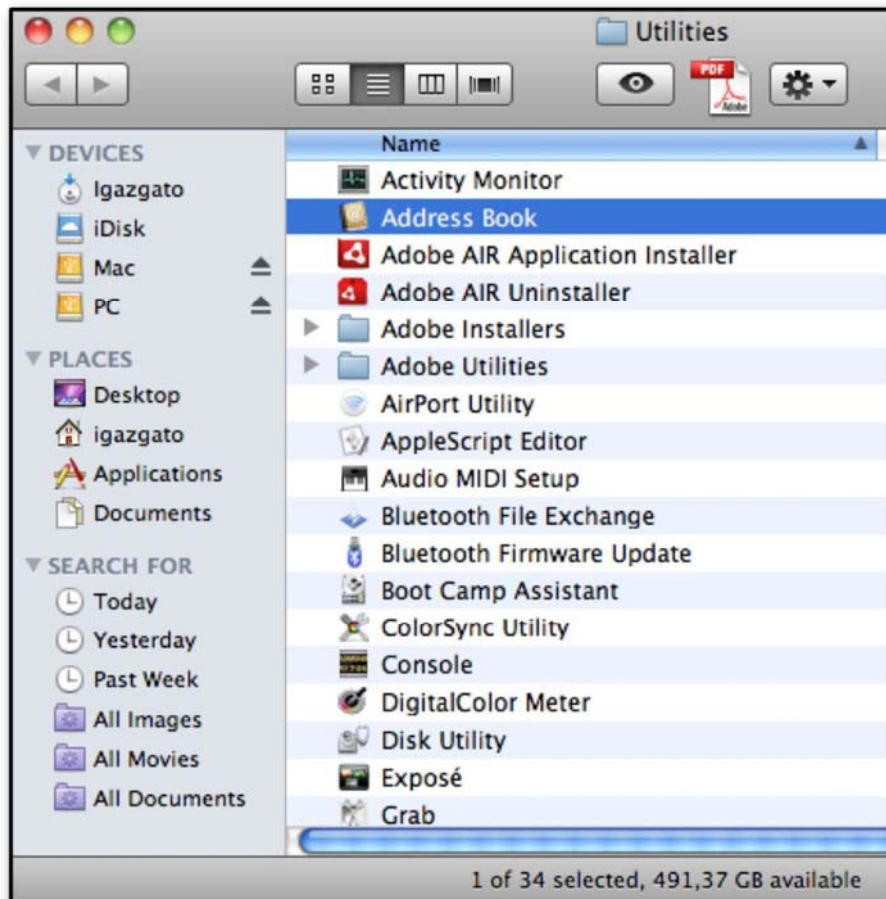 Utilities
PDF
Adobe
Name
DEVICES
Igazgato
iDisk
Mac
PC
PLACES
Desktop
igazgato
Applications
Documents
SEARCH FOR
Today
Yesterday
Past Week
All Images
All Movies
All Documents
Activity Monitor
Address Book
Adobe AIR Application Installer
Adobe AIR Uninstaller
Adobe Installers
Adobe Utilities
AirPort Utility
AppleScript Editor
Audio MIDI Setup
Bluetooth File Exchange
Bluetooth Firmware Update
Boot Camp Assistant
ColorSync Utility
Console
DigitalColor Meter
Disk Utility
Exposé
Grab
1 of 34 selected, 491,37 GB available